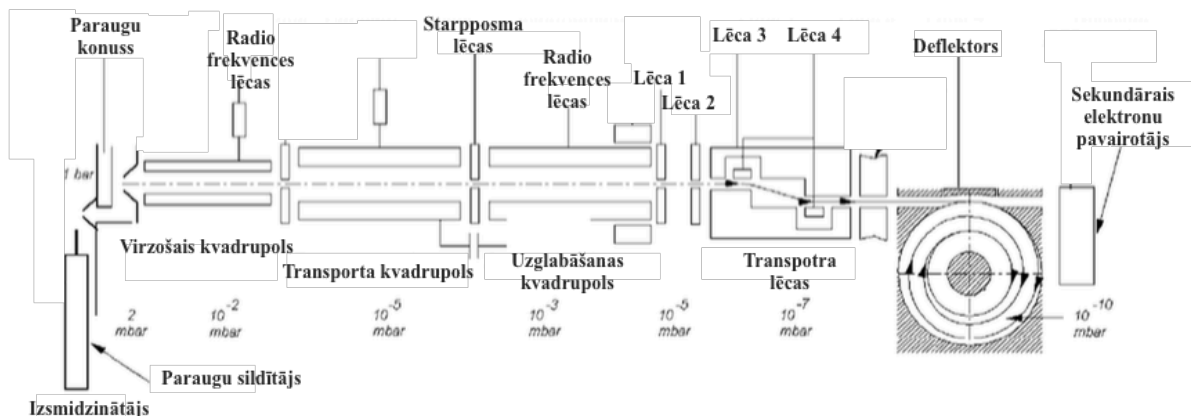 Paraugu
konuss
Radio
frekvences
lēcas
Starpposma
lēcas
Radio
frekvences
lēcas
Lēca 1
Lēca 2
Lēca 3
Lēca 4
Deflektors
Sekundārais
elektronu
pavairotājs
1 bar
Virzošais kvadrupols
Transporta kvadrupols
Uzglabāšanas
kvadrupols
Transpotra
lēcas
2
mbar
10⁻²
mbar
10⁻⁵
mbar
10⁻³
mbar
10⁻⁵
mbar
10⁻⁷
mbar
10⁻¹⁰
mbar
Paraugu sildītājs
Izsmidzinātājs